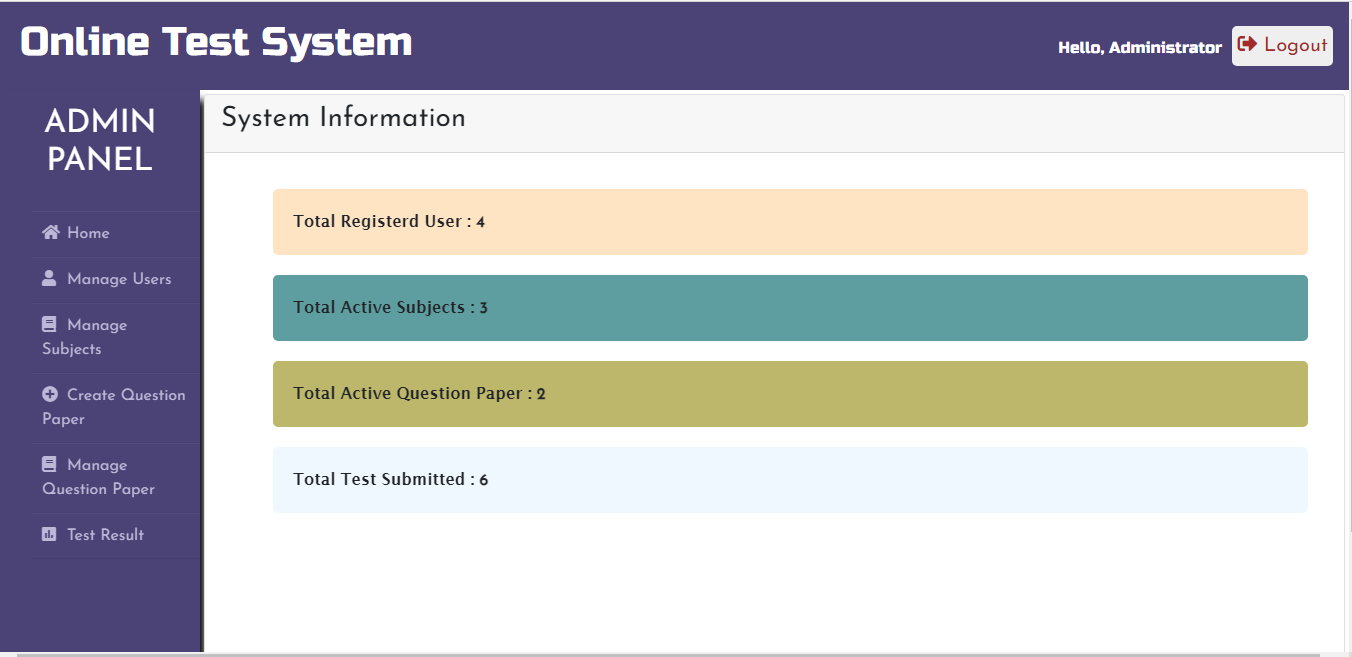 Online Test System
Hello, Administrator
Logout
ADMIN
PANEL
Home
Manage Users
Manage
Subjects
Create Question
Paper
Manage
Question Paper
Test Result
System Information
Total Registerd User : 4
Total Active Subjects : 3
Total Active Question Paper : 2
Total Test Submitted : 6